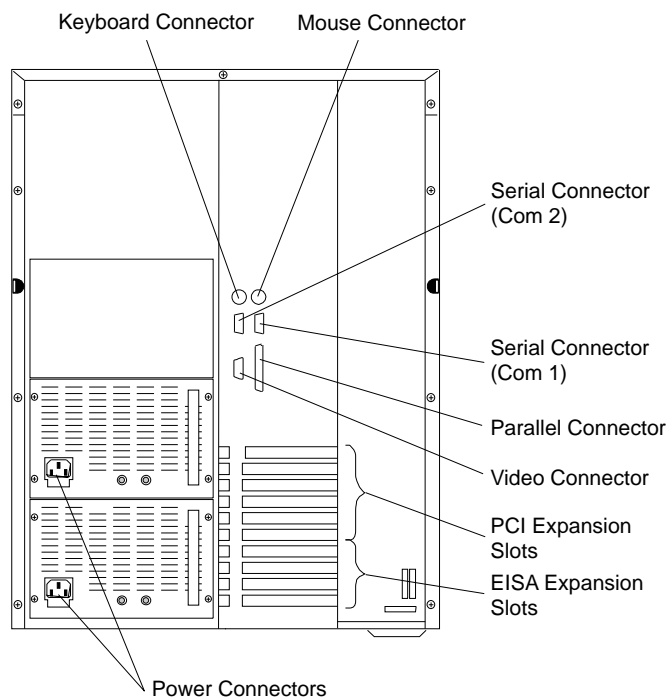 Keyboard Connector
Mouse Connector
Serial Connector
(Com 2)
Serial Connector
(Com 1)
Parallel Connector
Video Connector
PCI Expansion
Slots
EISA Expansion
Slots
Power Connectors